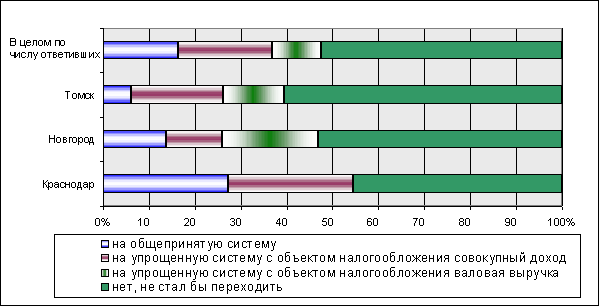 В целом по
числу ответивших
Томск
Новгород
Краснодар
0% 10 20 30 40 50 60 70 80 90 100%
на общепринятую систему
на упрощенную систему с объектом налогообложения совокупный доход
на упрощенную систему с объектом налогообложения валовая выручка
нет, не стал бы переходить